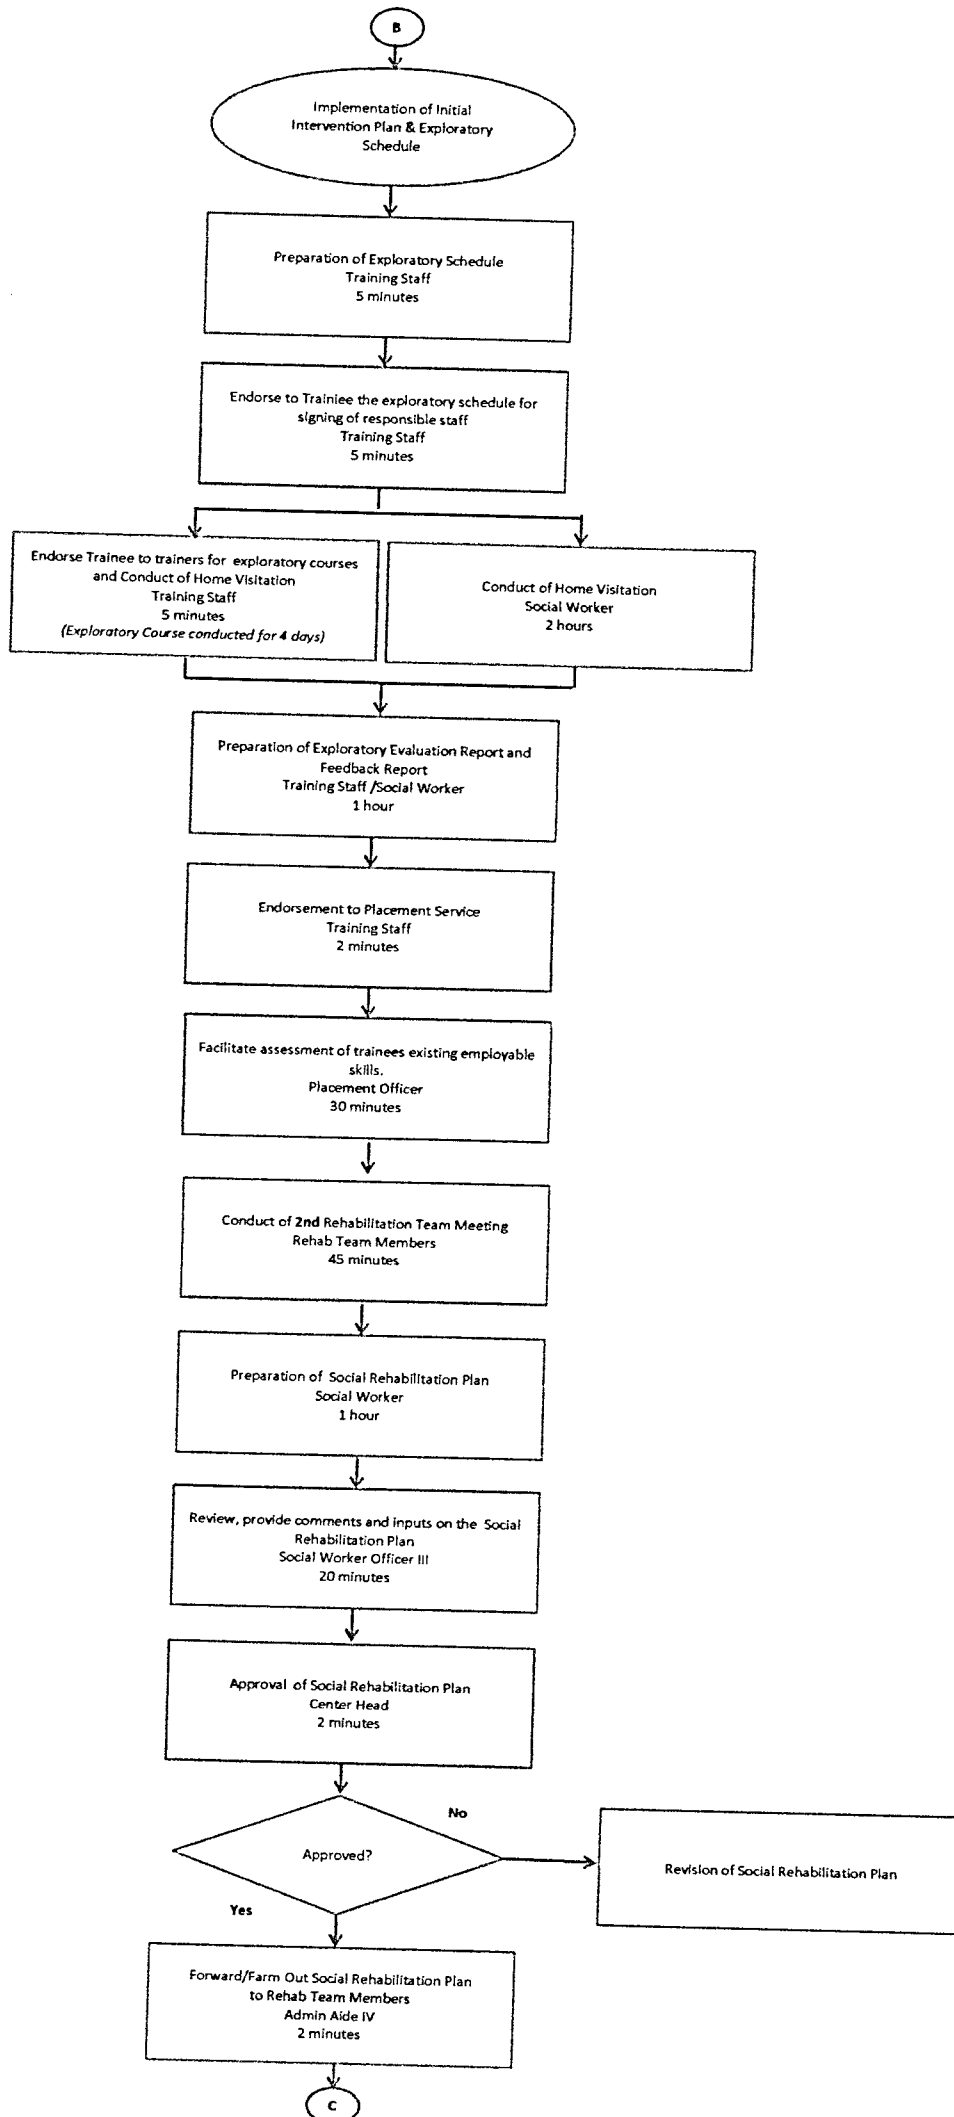 B
Implementation of Initial
Intervention Plan & Exploratory
Schedule
Preparation of Exploratory Schedule
Training Staff
5 minutes
Endorse to Trainiee the exploratory schedule for
signing of responsible staff
Training Staff
5 minutes
Endorse Trainee to trainers for exploratory courses
and Conduct of Home Visitation
Training Staff
5 minutes
(Exploratory Course conducted for 4 days)
Conduct of Home Visitation
Social Worker
2 hours
Preparation of Exploratory Evaluation Report and
Feedback Report
Training Staff /Social Worker
1 hour
Endorsement to Placement Service
Training Staff
2 minutes
Facilitate assessment of trainees existing employable
skills.
Placement Officer
30 minutes
Conduct of 2nd Rehabilitation Team Meeting
Rehab Team Members
45 minutes
Preparation of Social Rehabilitation Plan
Social Worker
1 hour
Review, provide comments and inputs on the Social
Rehabilitation Plan
Social Worker Officer III
20 minutes
Approval of Social Rehabilitation Plan
Center Head
2 minutes
No
Approved?
Revision of Social Rehabilitation Plan
Yes
Forward/Farm Out Social Rehabilitation Plan
to Rehab Team Members
Admin Aide IV
2 minutes
C